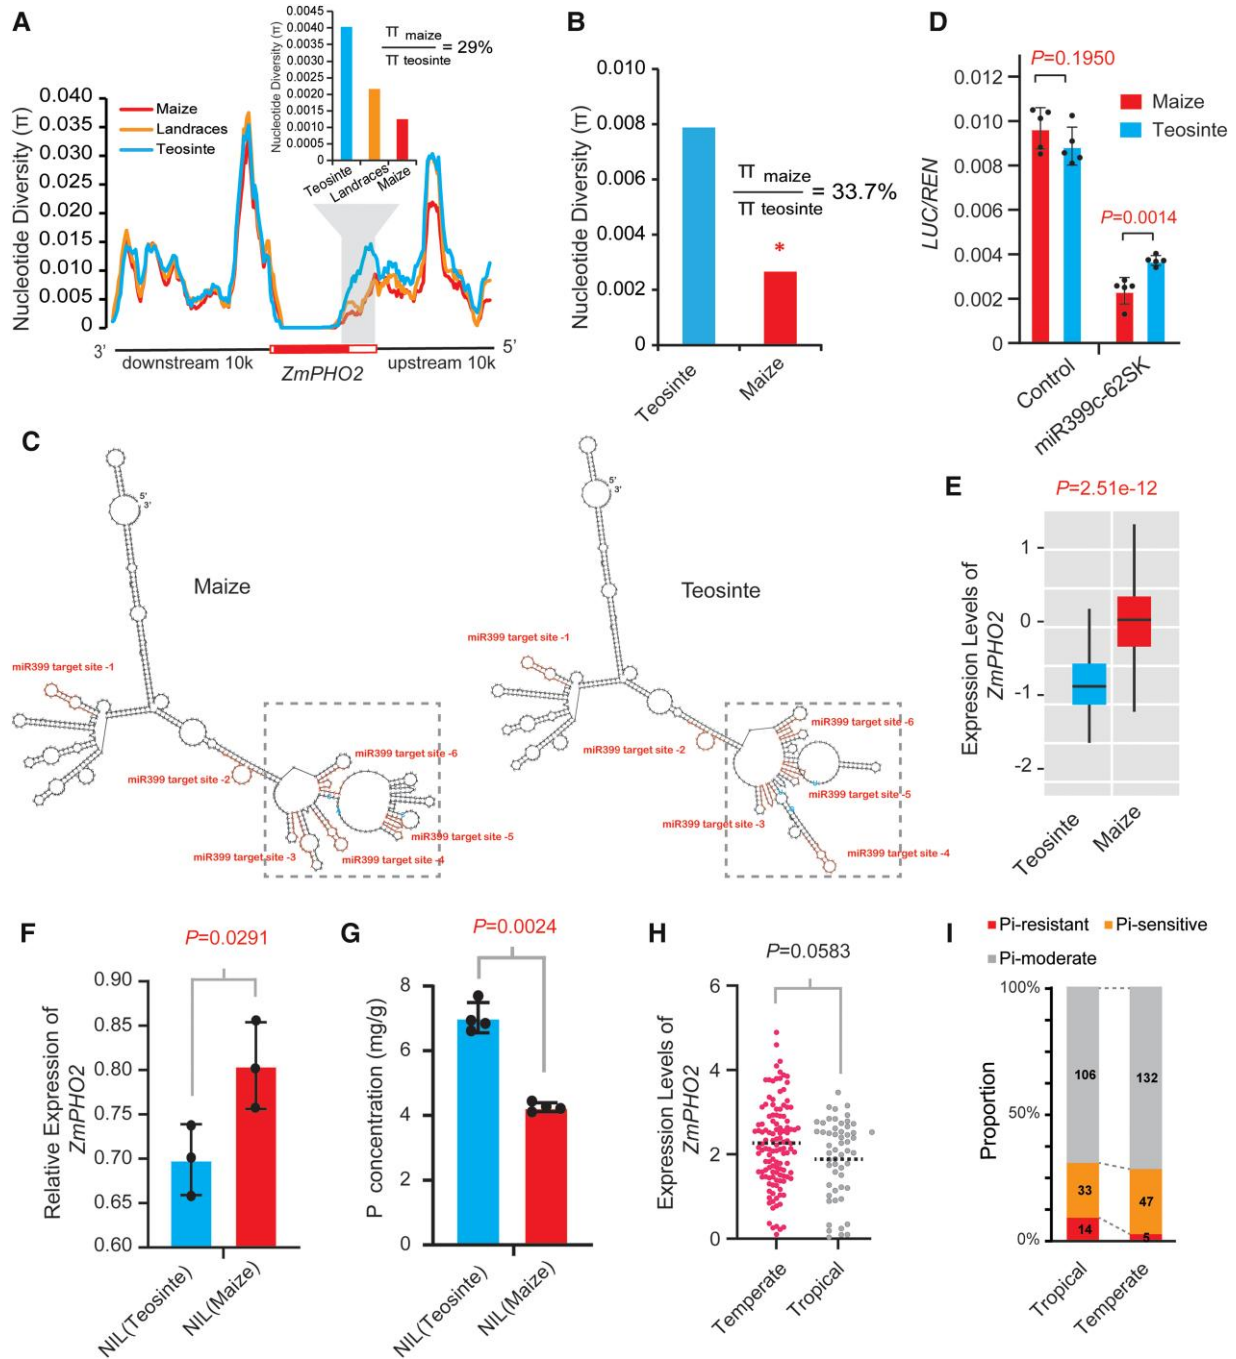 A
Nucleotide Diversity (π)
0.040
0.035
0.030
0.025
0.020
0.015
0.010
0.005
0
Maize
Landraces
Teosinte
Nucleotide Diversity (π)
0.0045
0.0040
0.0035
0.0030
0.0025
0.0020
0.0015
0.0010
0.0005
0
Teosinte
Landraces
Maize
π maize
π teosinte
= 29%
3'
downstream 10k
ZmPHO2
upstream 10k
5'
B
Nucleotide Diversity (π)
0.010
0.008
0.006
0.004
0.002
0
*
π maize
π teosinte
= 33.7%
Teosinte
Maize
D
LUC/REN
0.012
0.010
0.008
0.006
0.004
0.002
0.000
P=0.1950
P=0.0014
Maize
Teosinte
Control
miR399c-62SK
C
5'
3'
Maize
miR399 target site -1
miR399 target site -2
miR399 target site -6
miR399 target site -5
miR399 target site -3
miR399 target site -4
5'
3'
Teosinte
miR399 target site -1
miR399 target site -2
miR399 target site -6
miR399 target site -5
miR399 target site -3
miR399 target site -4
E
P=2.51e-12
Expression Levels of
ZmPHO2
1
0
-1
-2
Teosinte
Maize
F
P=0.0291
Relative Expression of
ZmPHO2
0.90
0.85
0.80
0.75
0.70
0.65
0.60
NIL(Teosinte)
NIL(Maize)
G
P=0.0024
P concentration (mg/g)
8
6
4
2
0
NIL(Teosinte)
NIL(Maize)
H
P=0.0583
Expression Levels of
ZmPHO2
6
4
2
0
Temperate
Tropical
I
Pi-resistant
Pi-sensitive
Pi-moderate
Proportion
100%
50%
0%
106
33
14
132
47
5
Tropical
Temperate